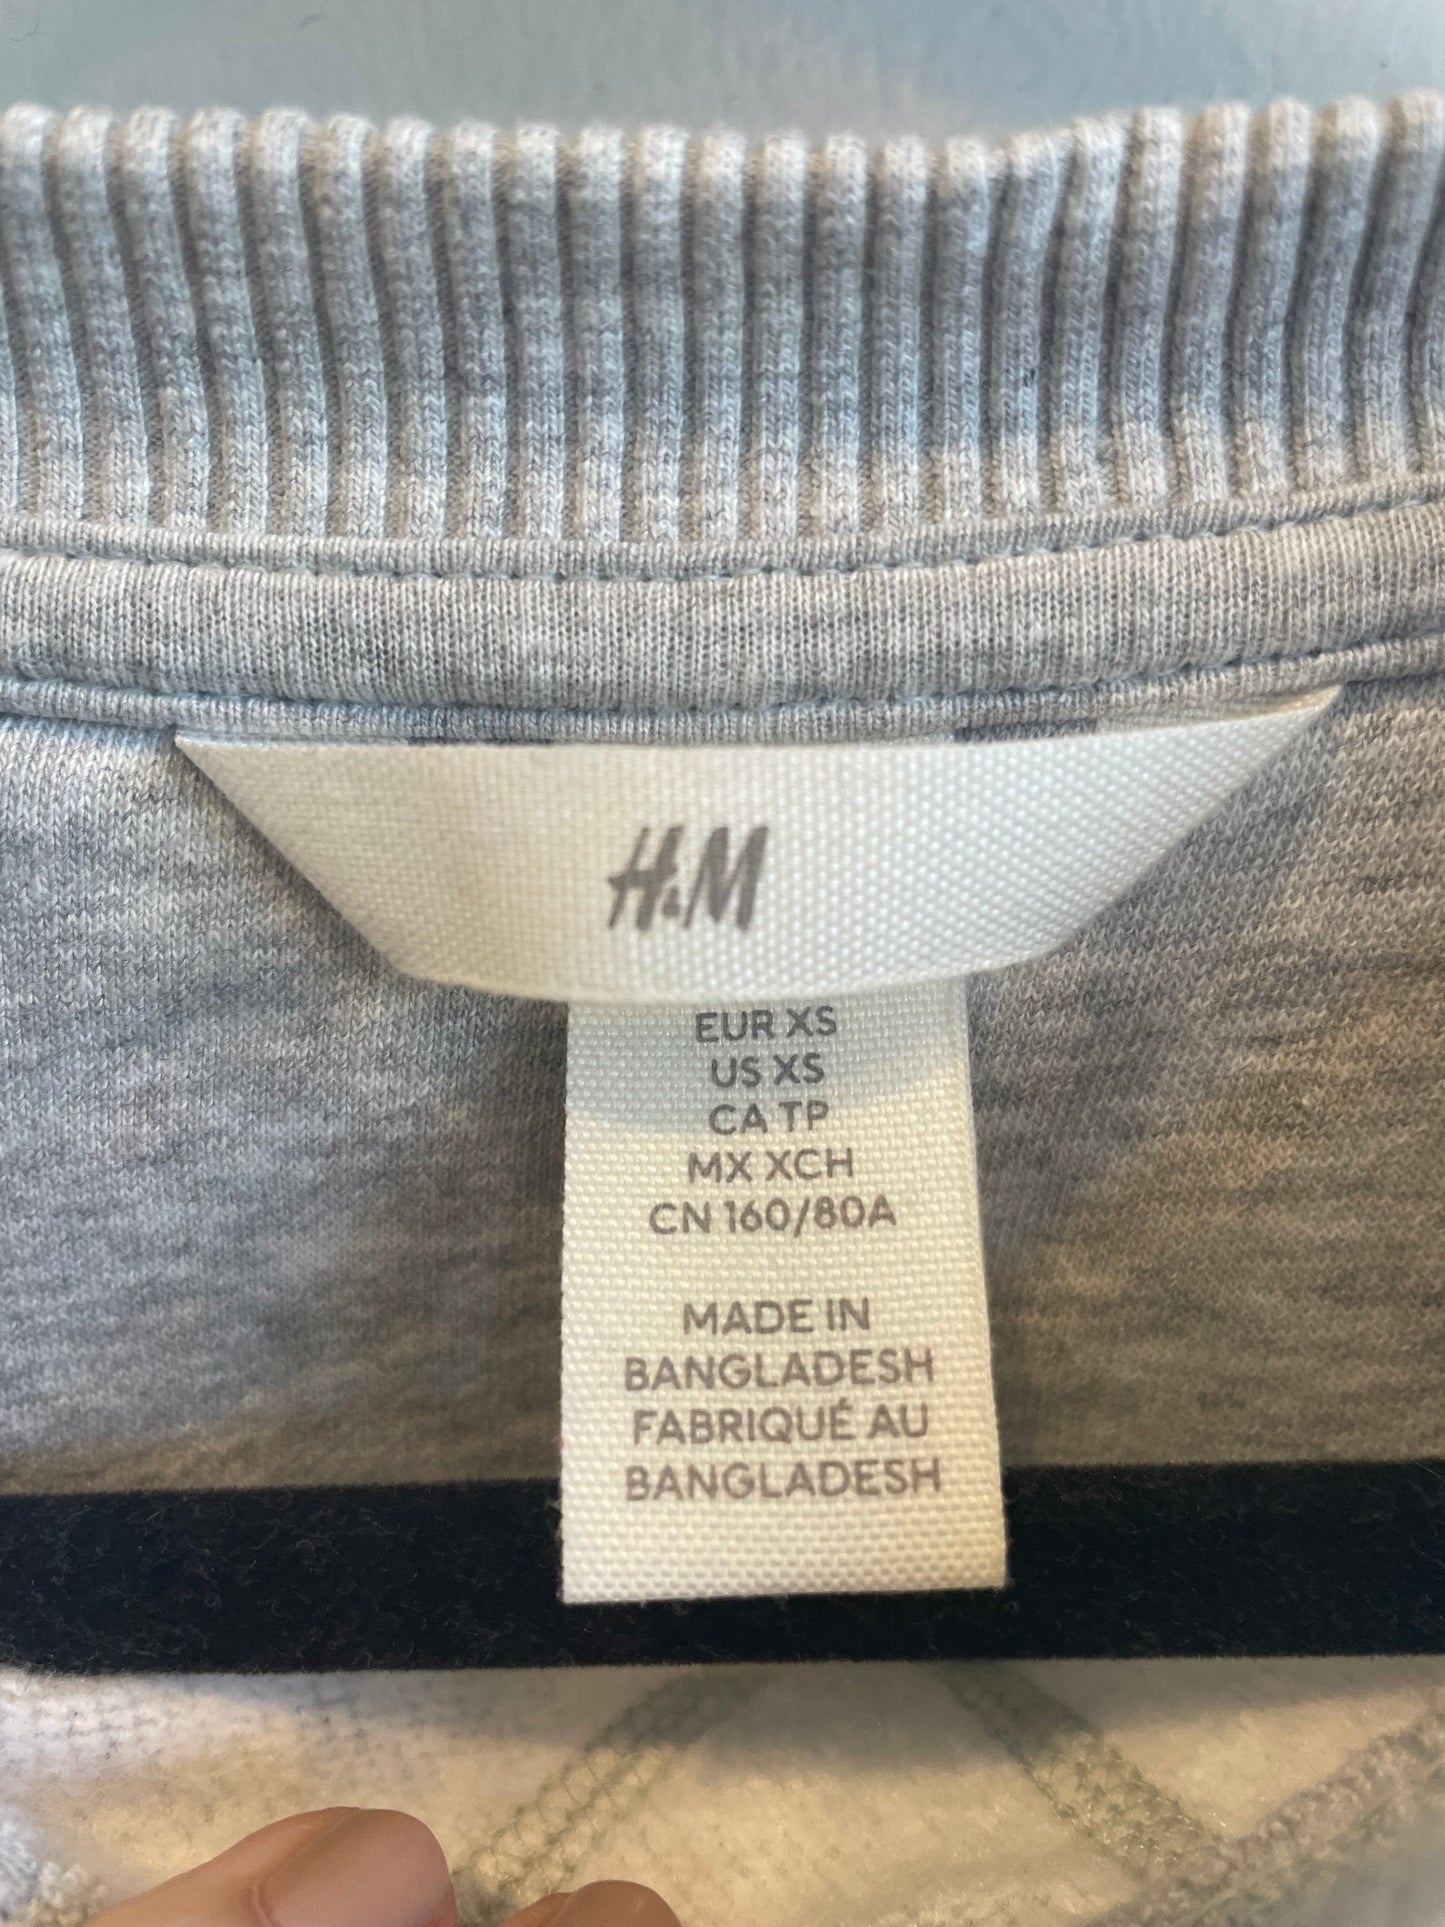 H&M
EUR XS
US XS
CA TP
MX XCH
CN 160/80A
MADE IN
BANGLADESH
FABRIQUÉ AU
BANGLADESH